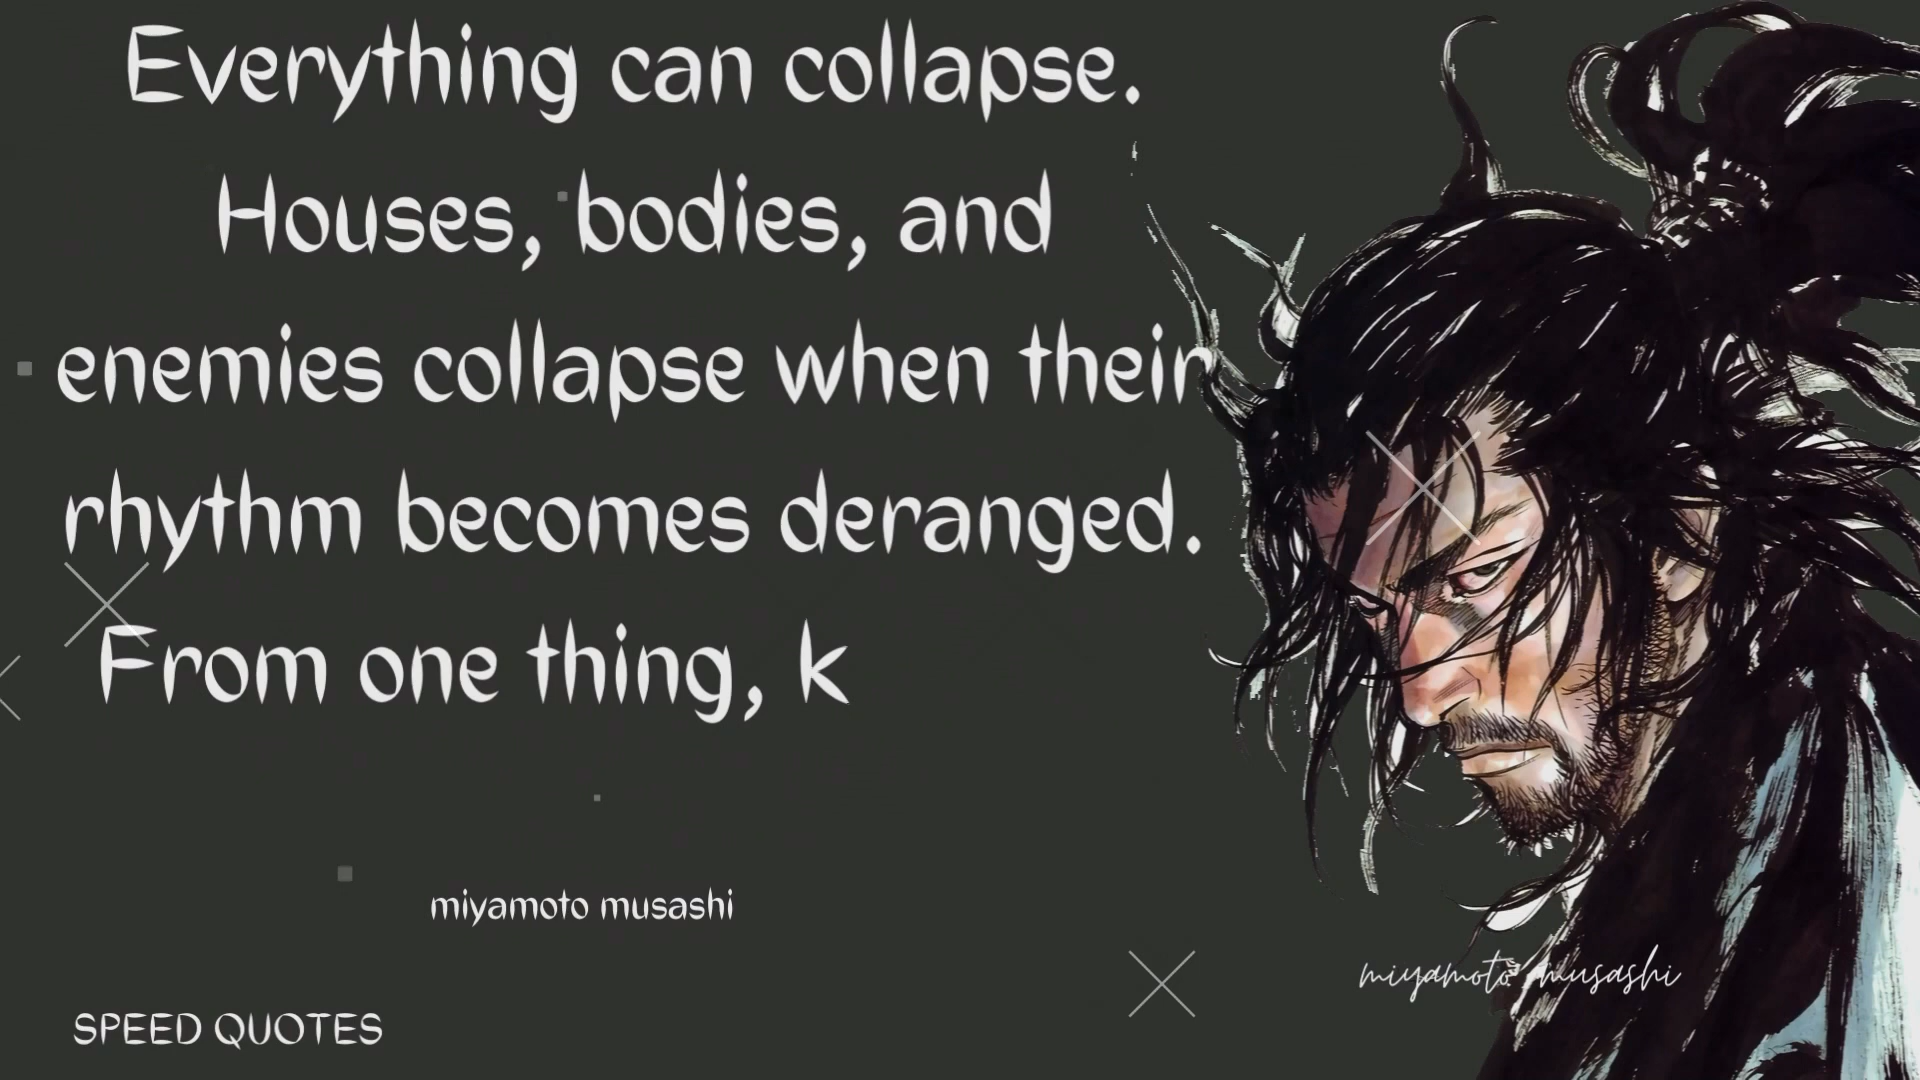 Everything can collapse.
Houses, bodies, and
enemies collapse when their
rhythm becomes deranged.
From one thing, k
miyamoto musashi
miyamoto musashi
SPEED QUOTES